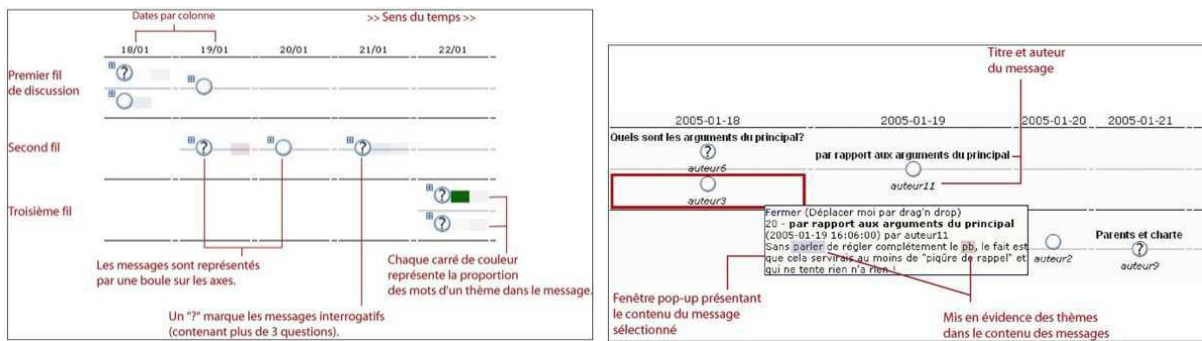 Dates par colonne
>> Sens du temps >>
18/01 19/01 20/01 21/01 22/01
Premier fil
de discussion
?
Second fil
? ?
Troisième fil
?
?
Les messages sont représentés
par une boule sur les axes.
Chaque carré de couleur
représente la proportion
des mots d'un thème dans le message.
Un "?" marque les messages interrogatifs
(contenant plus de 3 questions).
Titre et auteur
du message
2005-01-18 2005-01-19 2005-01-20 2005-01-21
Quels sont les arguments du principal?
?
auteur6
par rapport aux arguments du principal
auteur11
auteur3
Fermer (Déplacer moi par drag'n drop)
20 - par rapport aux arguments du principal
(2005-01-19 16:06:00) par auteur11
Sans parler de régler complétement le pb, le fait est
que cela servirais au moins de "piqûre de rappel" et
qui ne tente rien n'a rien !
auteur2
Parents et charte
?
auteur9
Fenêtre pop-up présentant
le contenu du message
sélectionné
Mis en évidence des thèmes
dans le contenu des messages